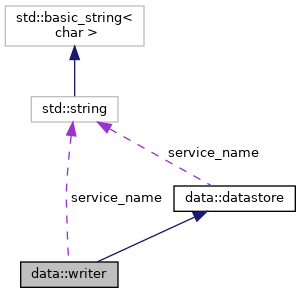 std::basic_string<
char >
std::string
service_name
data::datastore
service_name
data::writer